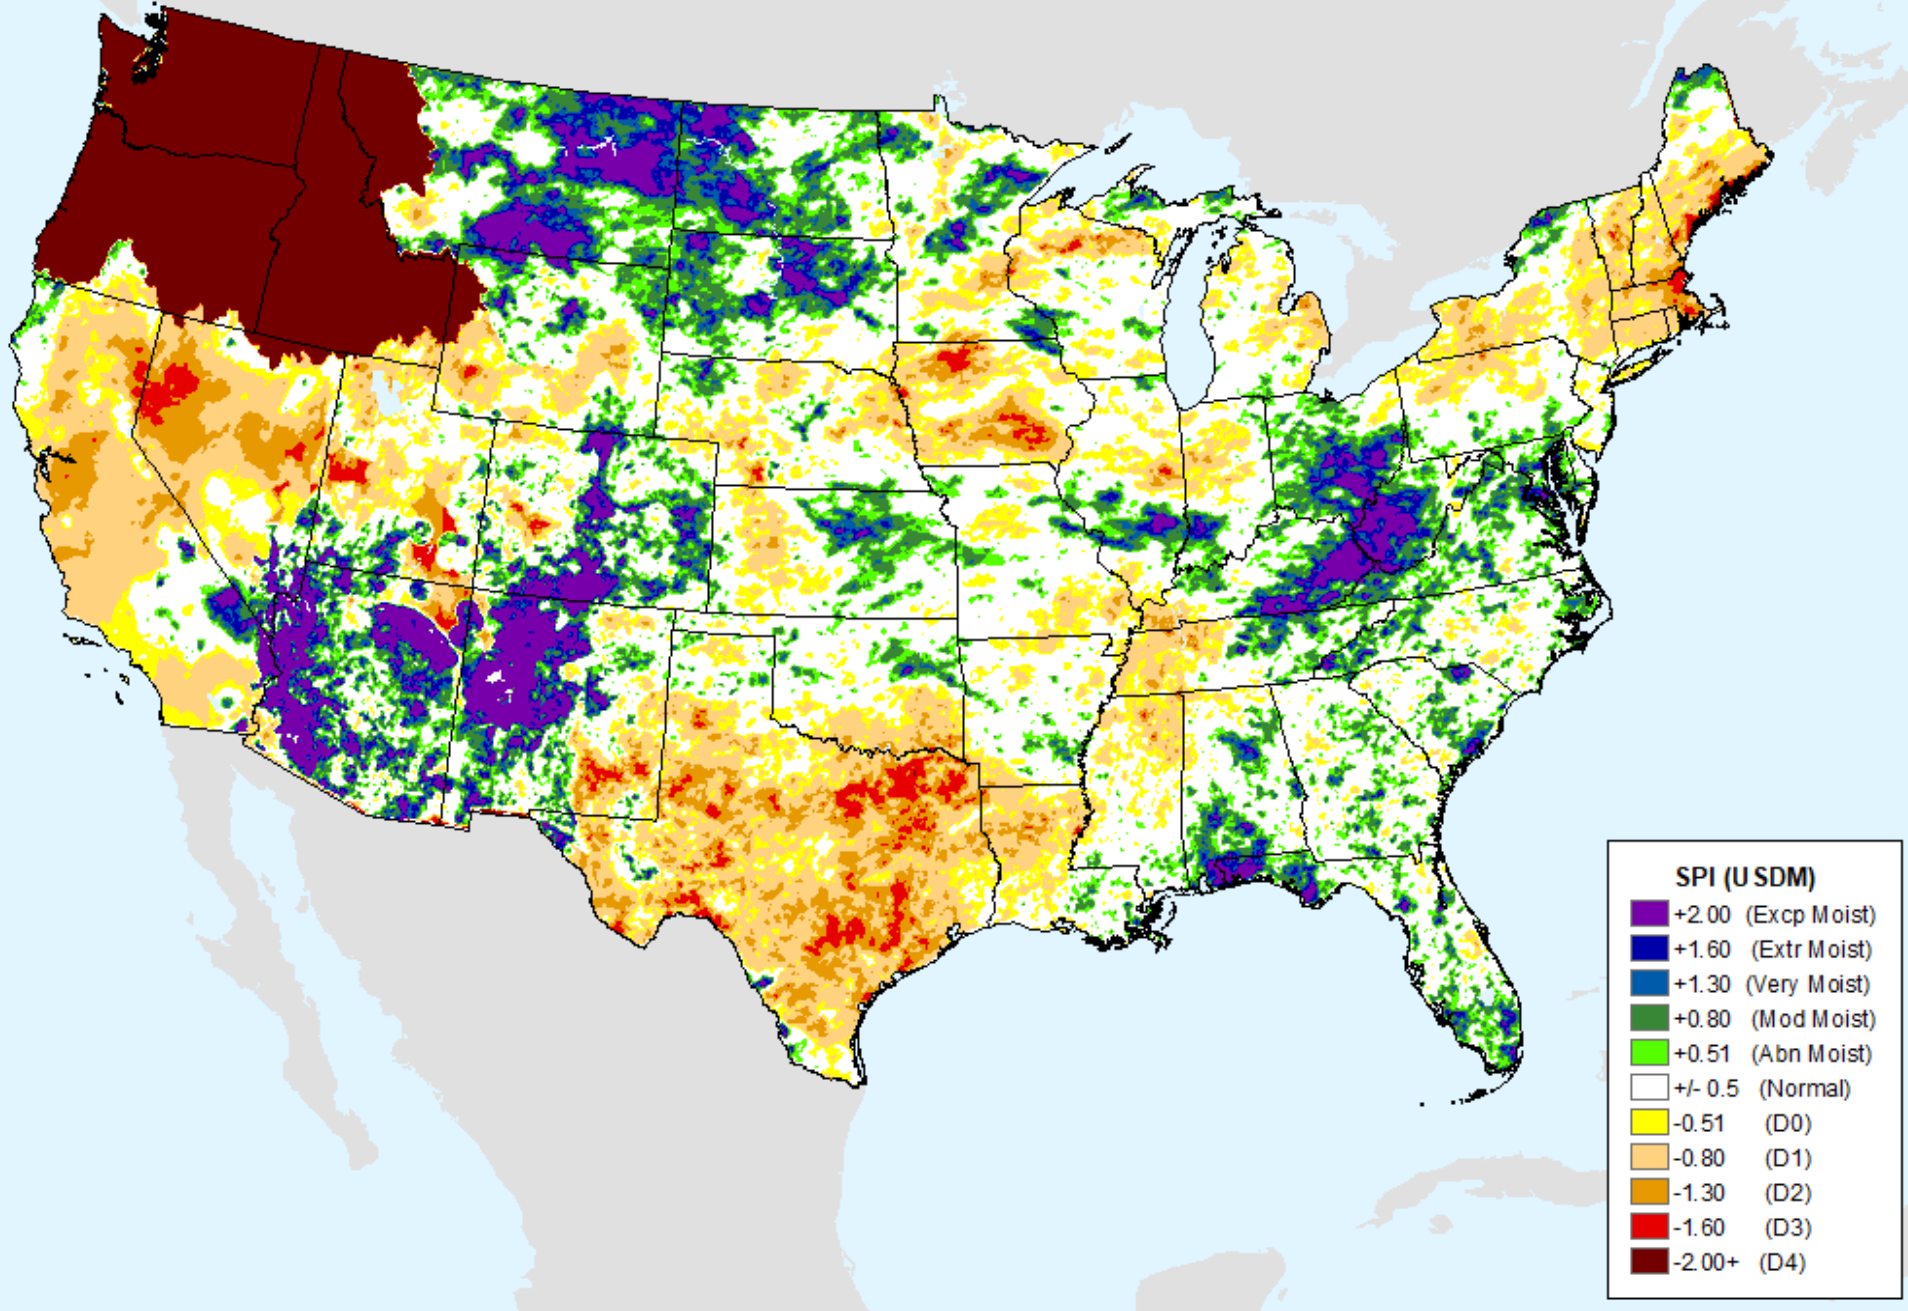 SPI (USDM)
+2.00 (Excp Moist)
+1.60 (Extr Moist)
+1.30 (Very Moist)
+0.80 (Mod Moist)
+0.51 (Abn Moist)
+/- 0.5 (Normal)
-0.51 (D0)
-0.80 (D1)
-1.30 (D2)
-1.60 (D3)
-2.00+ (D4)